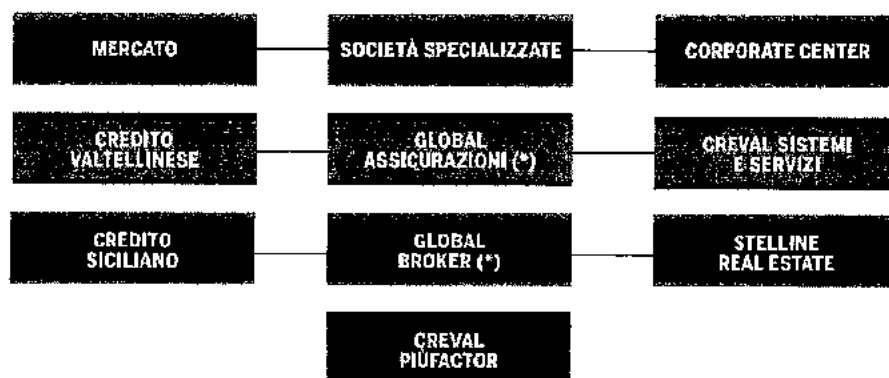 MERCATO
SOCIETÀ SPECIALIZZATE
CORPORATE CENTER
CREDITO
VALTELLINESE
GLOBAL
ASSICURAZIONI (*)
CREVAL SISTEMI
E SERVIZI
CREDITO
SICILIANO
GLOBAL
BROKER (*)
STELLINE
REAL ESTATE
CREVAL
PIÙFACTOR